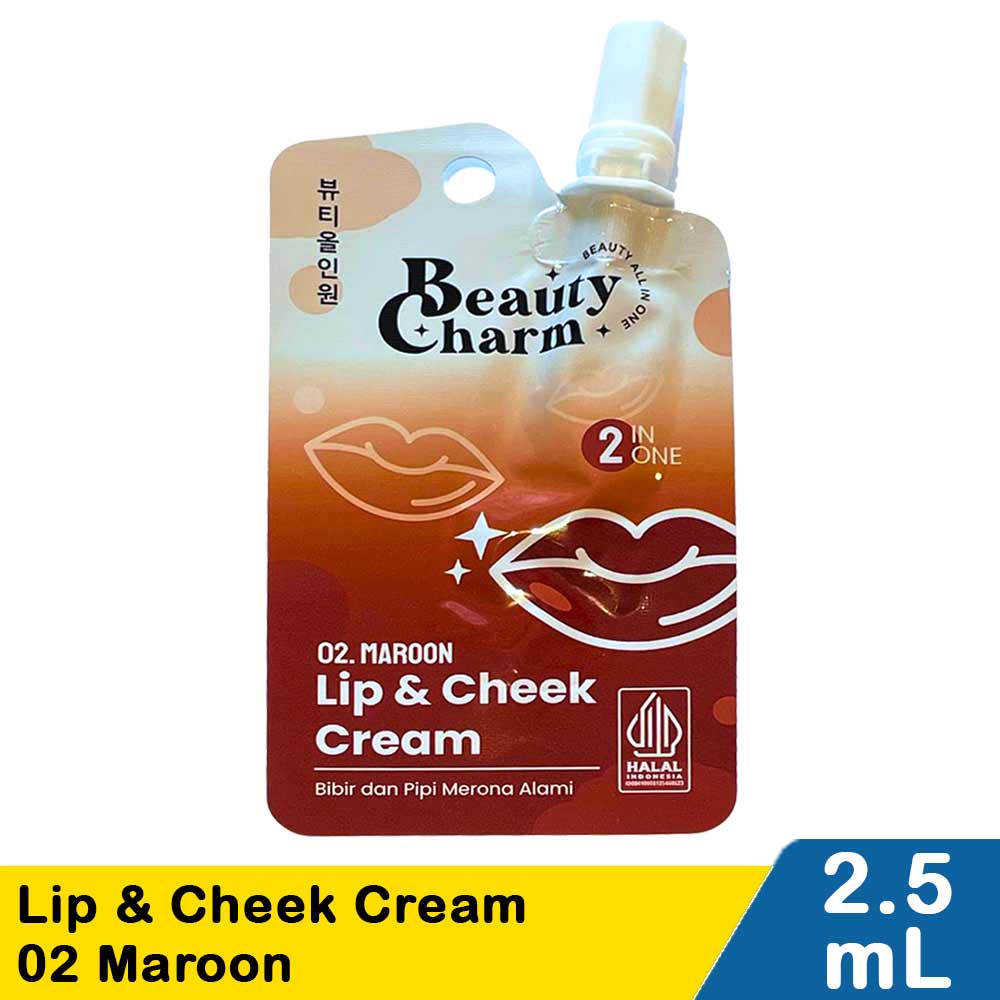 뷰티올인원
Beauty
Charm
BEAUTY ALL IN ONE
2 IN
ONE
02. MAROON
Lip & Cheek
Cream
Bibir dan Pipi Merona Alami
HALAL
INDONESIA
Lip & Cheek Cream
02 Maroon
2.5
mL